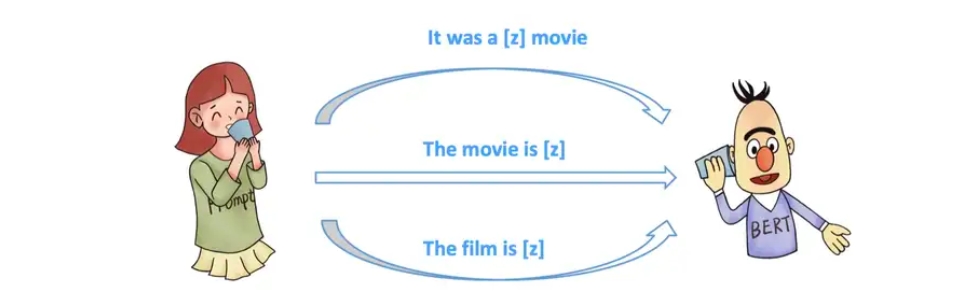 It was a [z] movie
The movie is [z]
Prompt
BERT
The film is [z]